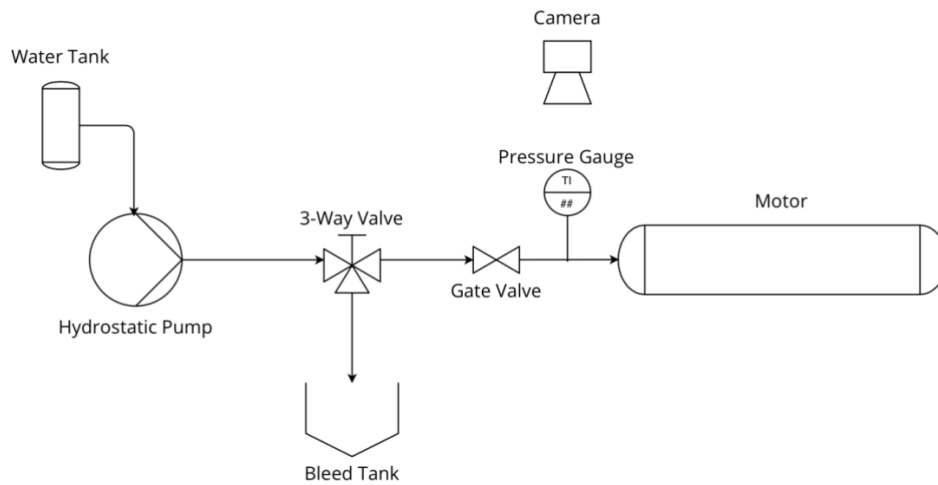 Camera
Water Tank
Pressure Gauge
TI
##
Motor
3-Way Valve
Gate Valve
Hydrostatic Pump
Bleed Tank